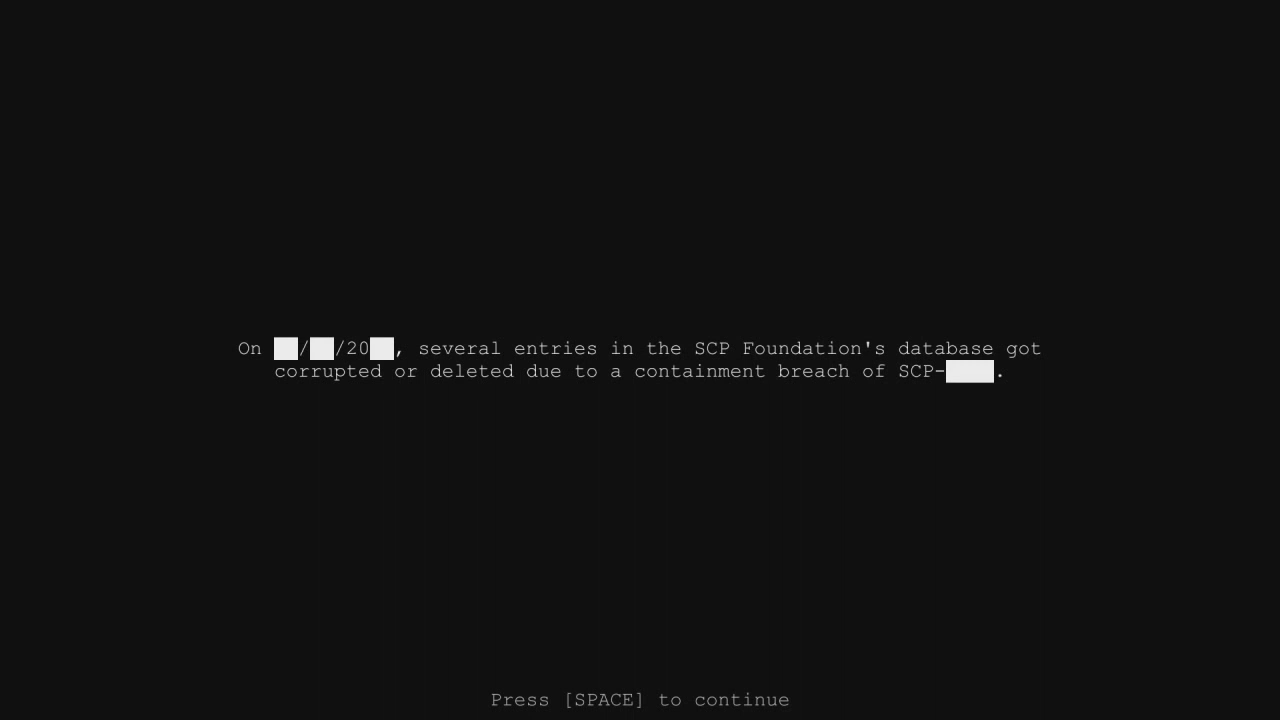 On ██/██/20██, several entries in the SCP Foundation's database got
corrupted or deleted due to a containment breach of SCP-████.
Press [SPACE] to continue